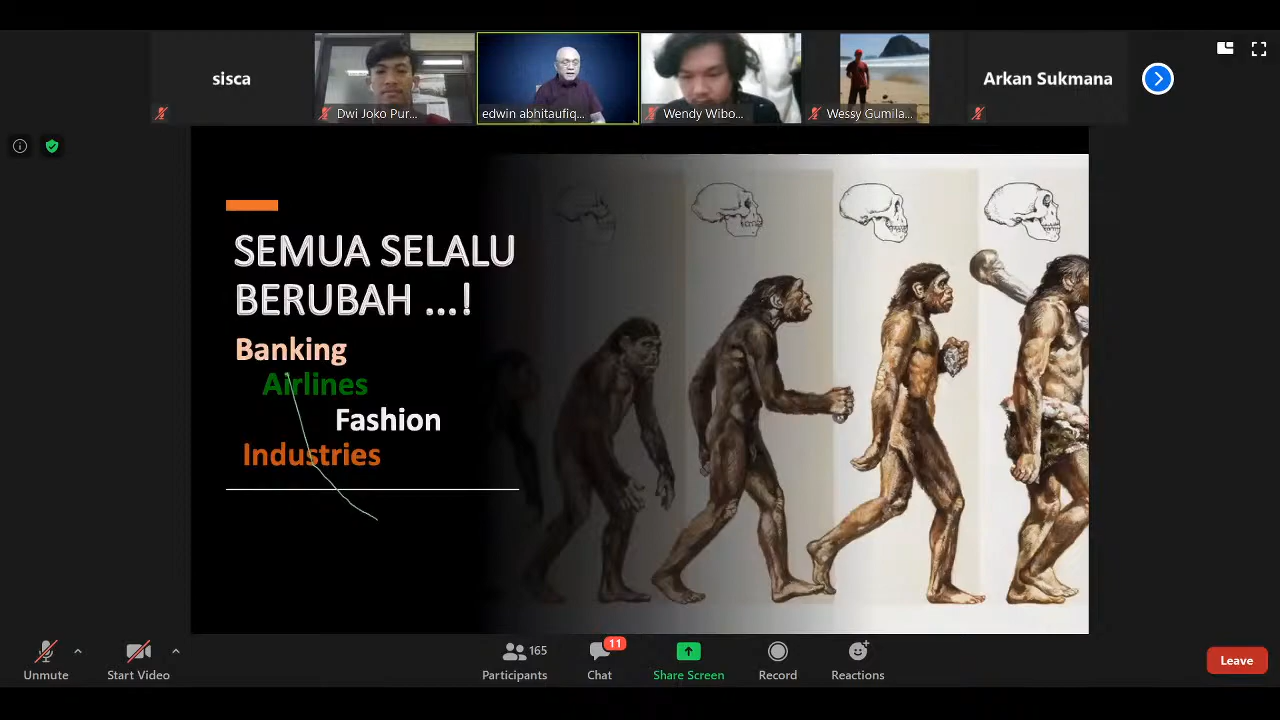 sisca
Dwi Joko Pur...
edwin abhitaufiq...
Wendy Wibo...
Wessy Gumila...
Arkan Sukmana
SEMUA SELALU
BERUBAH ...!
Banking
Airlines
Fashion
Industries
Unmute
Start Video
165
Participants
11
Chat
Share Screen
Record
Reactions
Leave